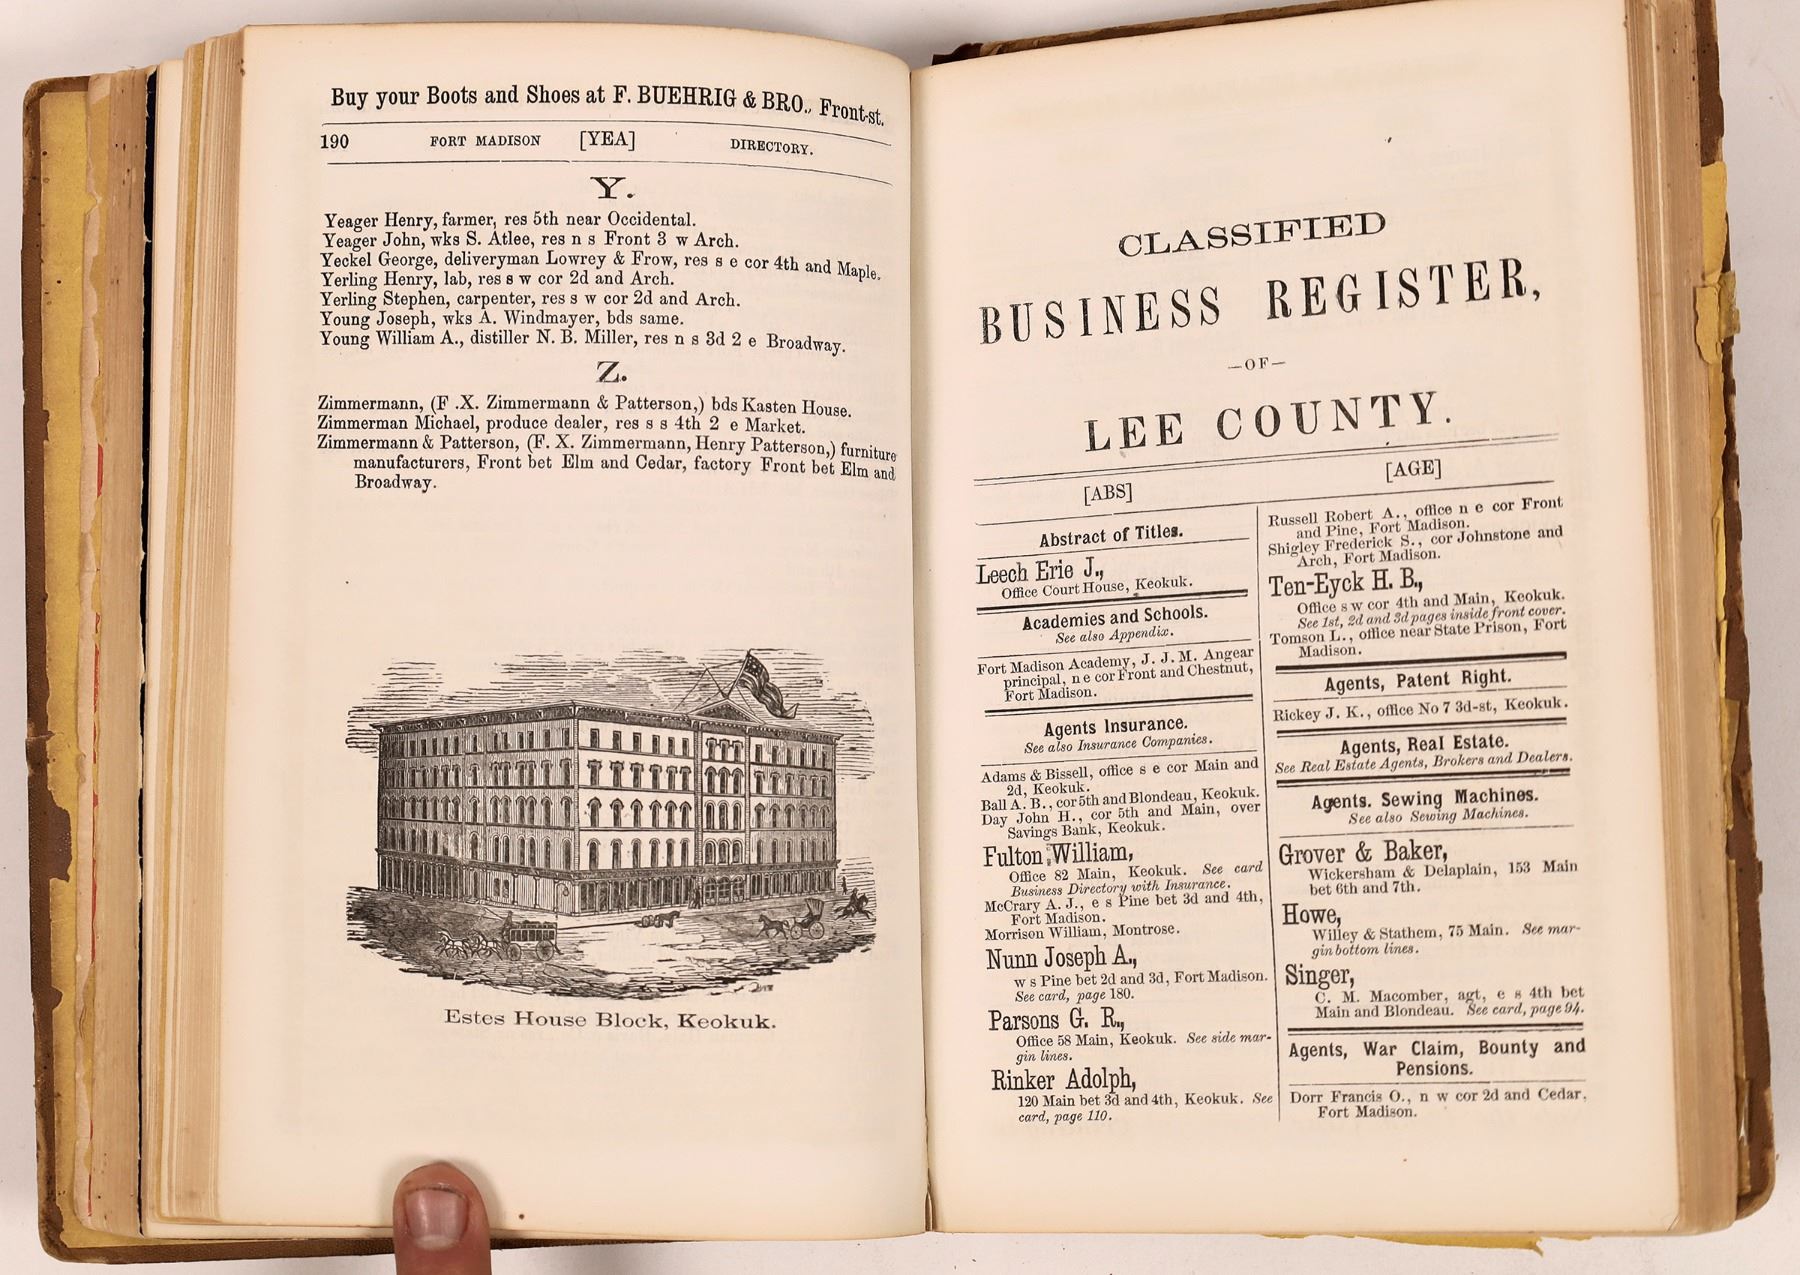 Buy your Boots and Shoes at F. BUEHRIG & BRO., Front-st.
190 FORT MADISON [YEA] DIRECTORY.
Y.
Yeager Henry, farmer, res 5th near Occidental.
Yeager John, wks S. Atlee, res n s Front 3 w Arch.
Yeckel George, deliveryman Lowrey & Frow, res s e cor 4th and Maple.
Yerling Henry, lab, res s w cor 2d and Arch.
Yerling Stephen, carpenter, res s w cor 2d and Arch.
Young Joseph, wks A. Windmayer, bds same.
Young William A., distiller N. B. Miller, res n s 3d 2 e Broadway.
Z.
Zimmermann, (F .X. Zimmermann & Patterson,) bds Kasten House.
Zimmerman Michael, produce dealer, res s s 4th 2 e Market.
Zimmermann & Patterson, (F. X. Zimmermann, Henry Patterson,) furniture
manufacturers, Front bet Elm and Cedar, factory Front bet Elm and
Broadway.
Estes House Block, Keokuk.
CLASSIFIED
BUSINESS REGISTER,
—OF—
LEE COUNTY.
[ABS]
Abstract of Titles.
Leech Erie J.,
Office Court House, Keokuk.
Academies and Schools.
See also Appendix.
Fort Madison Academy, J. J. M. Angear
principal, n e cor Front and Chestnut,
Fort Madison.
Agents Insurance.
See also Insurance Companies.
Adams & Bissell, office s e cor Main and
2d, Keokuk.
Ball A. B., cor 5th and Blondeau, Keokuk.
Day John H., cor 5th and Main, over
Savings Bank, Keokuk.
Fulton William,
Office 82 Main, Keokuk. See card
Business Directory with Insurance.
McCrary A. J., e s Pine bet 3d and 4th,
Fort Madison.
Morrison William, Montrose.
Nunn Joseph A.,
w s Pine bet 2d and 3d, Fort Madison.
See card, page 180.
Parsons G. R.,
Office 58 Main, Keokuk. See side mar-
gin lines.
Rinker Adolph,
120 Main bet 3d and 4th, Keokuk. See
card, page 110.
[AGE]
Russell Robert A., office n e cor Front
and Pine, Fort Madison.
Shigley Frederick S., cor Johnstone and
Arch, Fort Madison.
Ten-Eyck H. B.,
Office s w cor 4th and Main, Keokuk.
See 1st, 2d and 3d pages inside front cover.
Tomson L., office near State Prison, Fort
Madison.
Agents, Patent Right.
Rickey J. K., office No 7 3d-st, Keokuk.
Agents, Real Estate.
See Real Estate Agents, Brokers and Dealers.
Agents. Sewing Machines.
See also Sewing Machines.
Grover & Baker,
Wickersham & Delaplain, 153 Main
bet 6th and 7th.
Howe,
Willey & Stathem, 75 Main. See mar-
gin bottom lines.
Singer,
C. M. Macomber, agt, e s 4th bet
Main and Blondeau. See card, page 94.
Agents, War Claim, Bounty and
Pensions.
Dorr Francis O., n w cor 2d and Cedar,
Fort Madison.